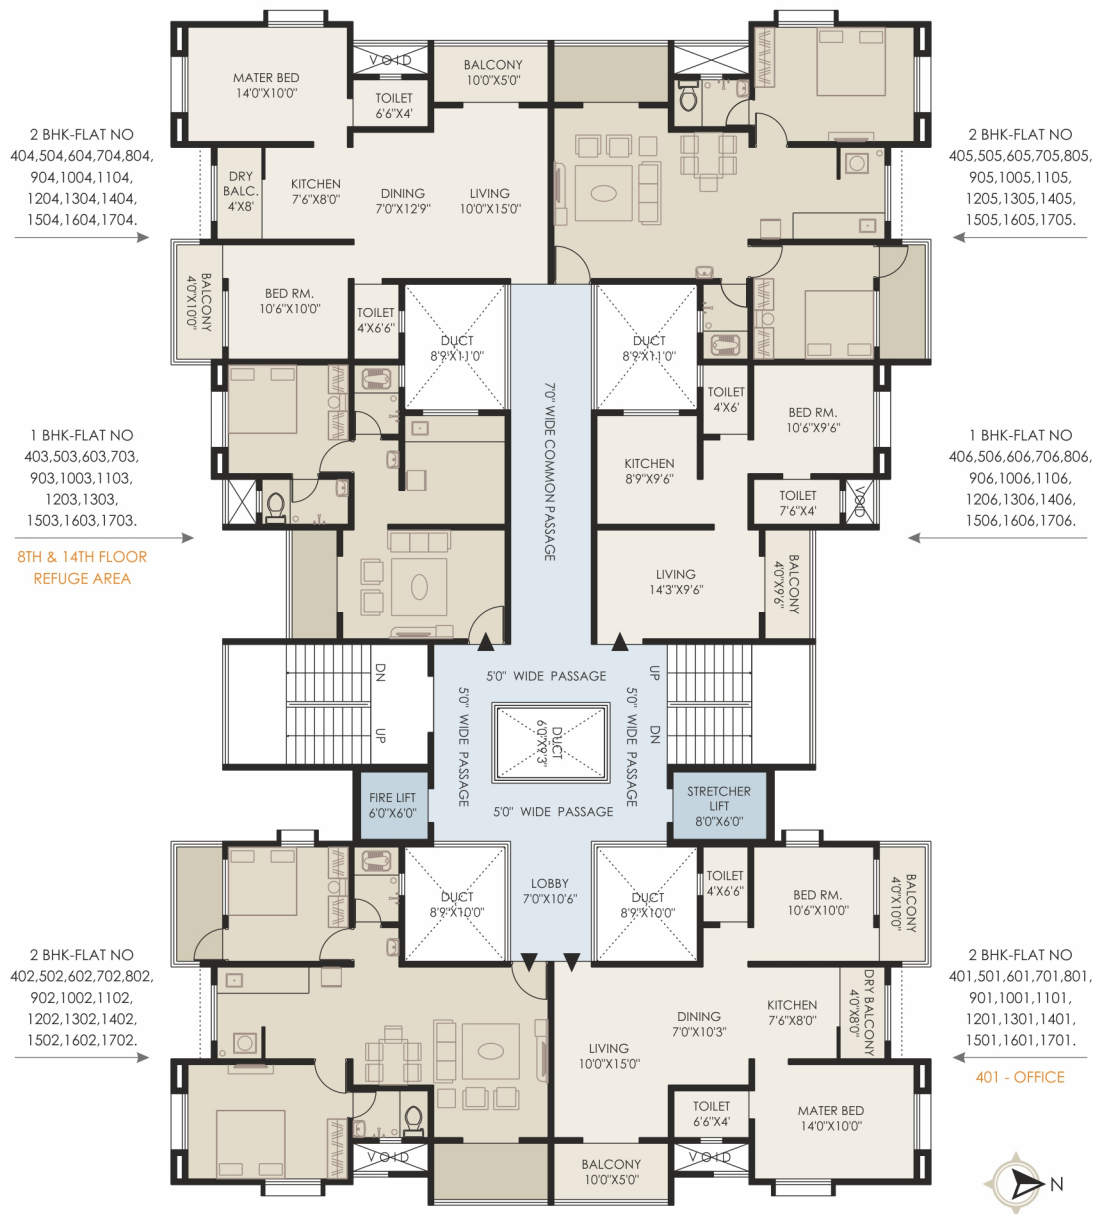 MATER BED
14'0"X10'0"
VOID
BALCONY
10'0"X5'0"
TOILET
6'6"X4'
2 BHK-FLAT NO
404,504,604,704,804,
904,1004,1104,
1204,1304,1404,
1504,1604,1704.
DRY
BALC.
4'X8'
KITCHEN
7'6"X8'0"
DINING
7'0"X12'9"
LIVING
10'0"X15'0"
2 BHK-FLAT NO
405,505,605,705,805,
905,1005,1105,
1205,1305,1405,
1505,1605,1705.
BALCONY
4'0"X10'0"
BED RM.
10'6"X10'0"
TOILET
4'X6'6"
DUCT
8'9"X11'0"
DUCT
8'9"X11'0"
7'0" WIDE COMMON PASSAGE
TOILET
4'X6'
BED RM.
10'6"X9'6"
1 BHK-FLAT NO
403,503,603,703,
903,1003,1103,
1203,1303,
1503,1603,1703.
8TH & 14TH FLOOR
REFUGE AREA
KITCHEN
8'9"X9'6"
TOILET
7'6"X4'
VOID
1 BHK-FLAT NO
406,506,606,706,806,
906,1006,1106,
1206,1306,1406,
1506,1606,1706.
LIVING
14'3"X9'6"
BALCONY
4'0"X9'6"
DN
UP
5'0" WIDE PASSAGE
5'0" WIDE PASSAGE
DUCT
6'0"X9'3"
5'0" WIDE PASSAGE
UP
DN
5'0" WIDE PASSAGE
FIRE LIFT
6'0"X6'0"
STRETCHER
LIFT
8'0"X6'0"
DUCT
8'9"X10'0"
LOBBY
7'0"X10'6"
DUCT
8'9"X10'0"
TOILET
4'X6'6"
BED RM.
10'6"X10'0"
BALCONY
4'0"X10'0"
2 BHK-FLAT NO
402,502,602,702,802,
902,1002,1102,
1202,1302,1402,
1502,1602,1702.
LIVING
10'0"X15'0"
DINING
7'0"X10'3"
KITCHEN
7'6"X8'0"
DRY BALCONY
4'0"X8'0"
2 BHK-FLAT NO
401,501,601,701,801,
901,1001,1101,
1201,1301,1401,
1501,1601,1701.
401 - OFFICE
TOILET
6'6"X4'
MATER BED
14'0"X10'0"
VOID
BALCONY
10'0"X5'0"
VOID
N